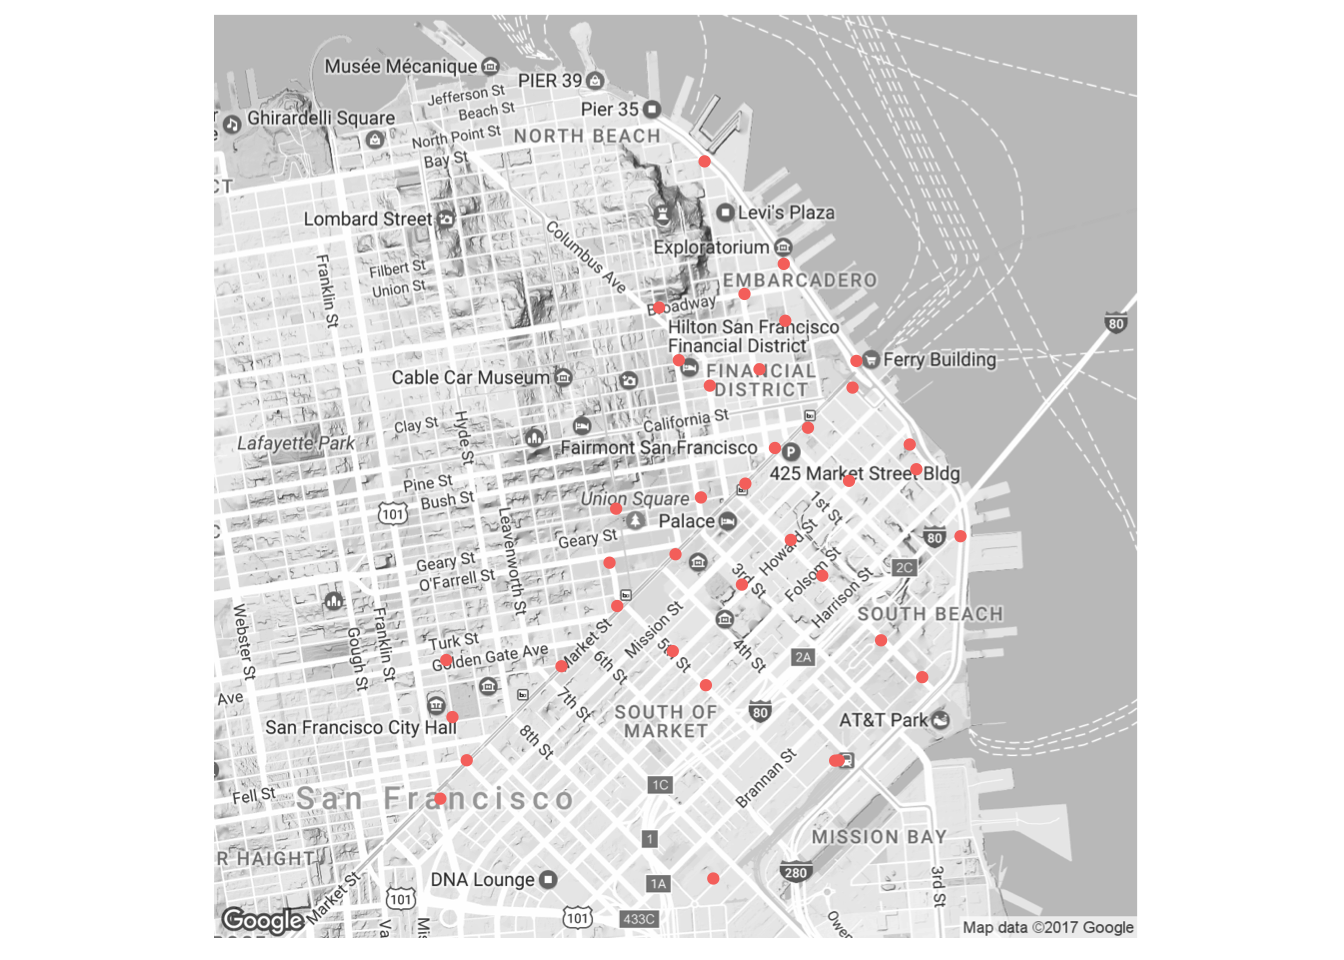 Musée Mécanique
PIER 39
Jefferson St
Beach St
Pier 35
Ghirardelli Square
North Point St
NORTH BEACH
Bay St
CT
Lombard Street
Levi's Plaza
Columbus Ave
Exploratorium
Franklin St
Filbert St
Union St
EMBARCADERO
Broadway
80
Hilton San Francisco
Financial District
Ferry Building
Cable Car Museum
FINANCIAL
DISTRICT
Clay St
Hyde St
California St
Lafayette Park
Fairmont San Francisco
P
425 Market Street Bldg
Pine St
Bush St
Union Square
101
1st St
Leavenworth St
Palace
Geary St
Howard St
80
Geary St
O'Farrell St
3rd St
Folsom St
2C
Harrison St
Webster St
Gough St
Franklin St
Mission St
SOUTH BEACH
Turk St
Golden Gate Ave
Market St
5th St
4th St
2A
6th St
Ave
7th St
80
San Francisco City Hall
SOUTH OF
MARKET
AT&T Park
8th St
Brannan St
1C
Fell St
San Francisco
1
MISSION BAY
R HAIGHT
280
DNA Lounge
1A
3rd St
Market St
101
101
433C
Google
Va
Mis
Owe
Map data ©2017 Google